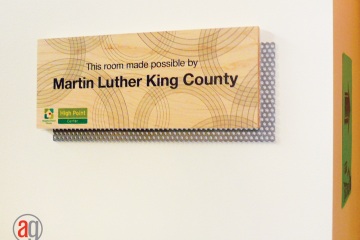 This room made possible by
Martin Luther King County
High Point
ag